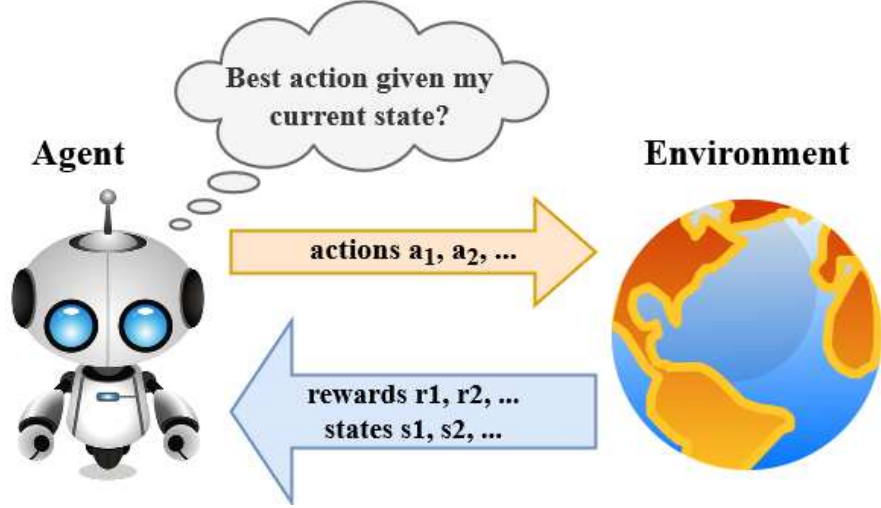 Best action given my
current state?
Agent
Environment
actions a₁, a₂, ...
rewards r1, r2, ...
states s1, s2, ...